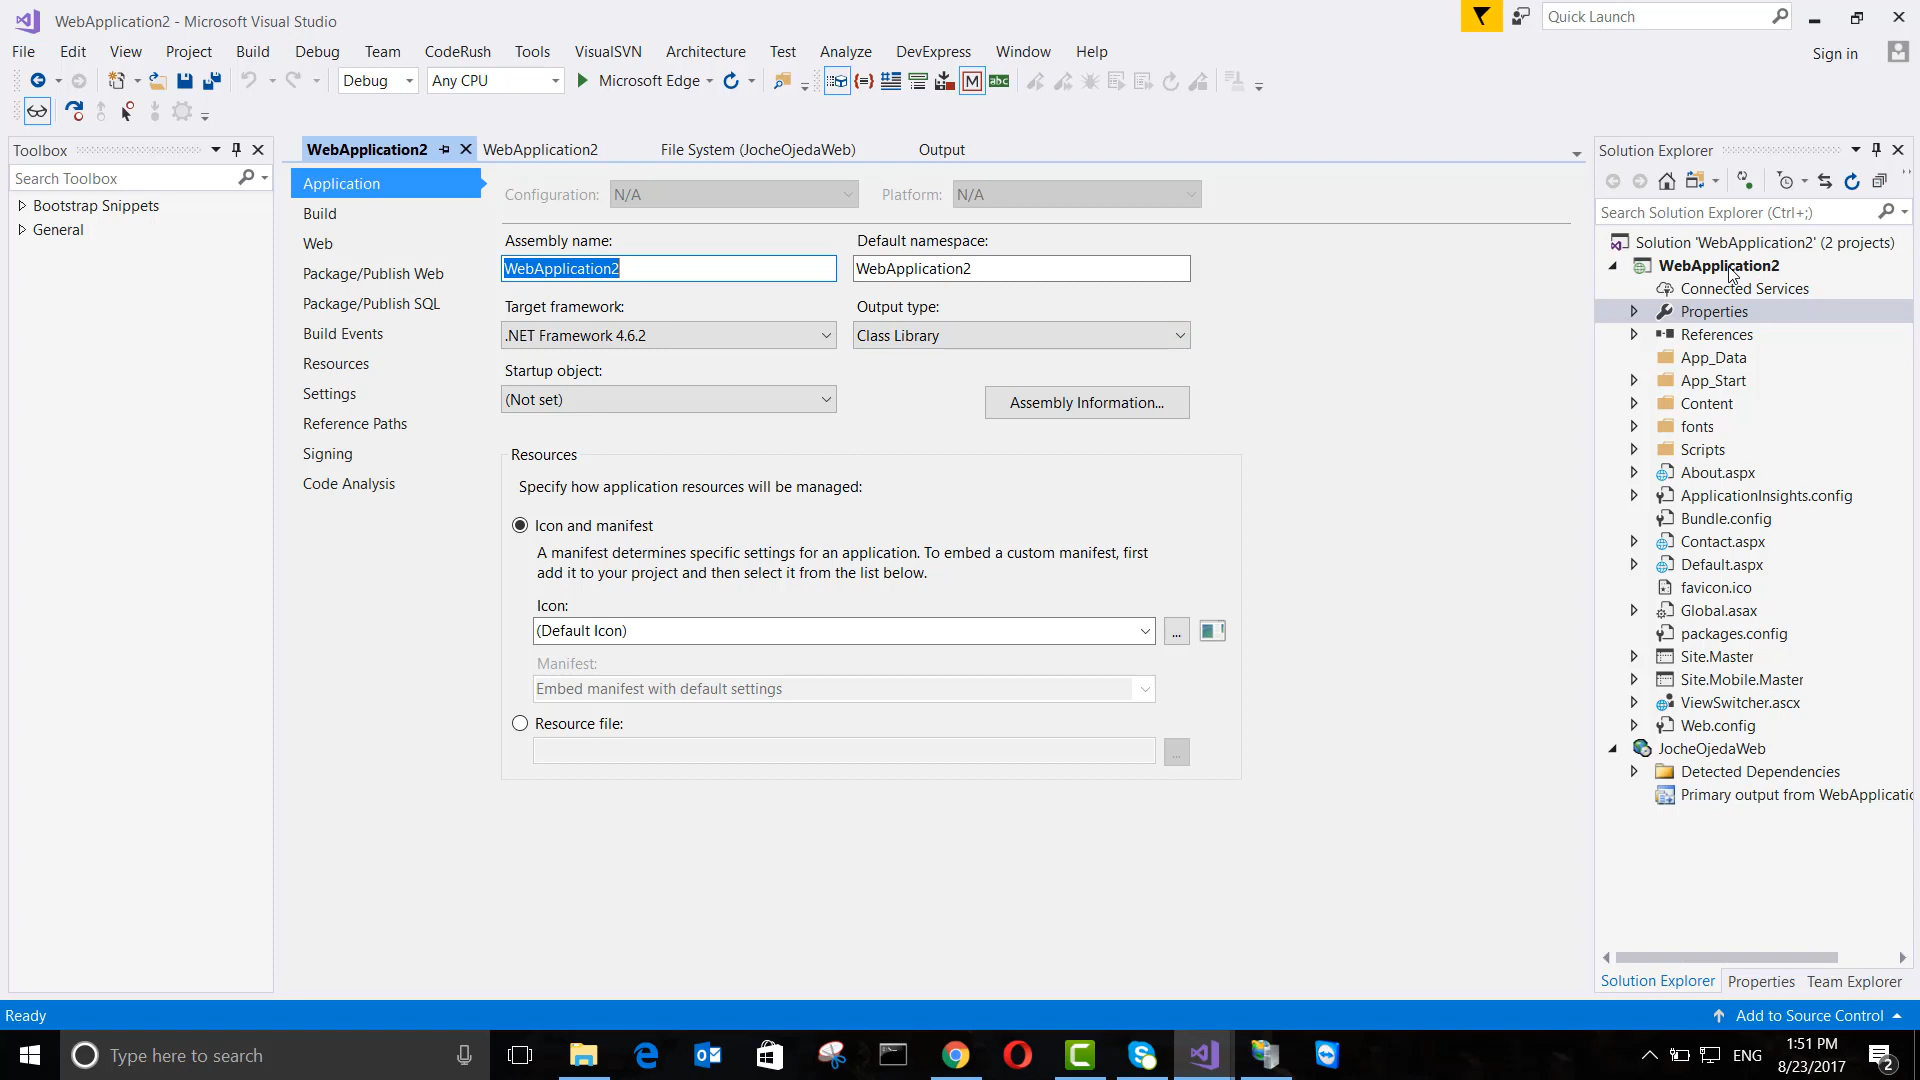 WebApplication2 - Microsoft Visual Studio
Quick Launch
File Edit View Project Build Debug Team CodeRush Tools VisualSVN Architecture Test Analyze DevExpress Window Help
Sign in
Debug Any CPU Microsoft Edge
Toolbox
Search Toolbox
Bootstrap Snippets
General
WebApplication2 WebApplication2 File System (JocheOjedaWeb) Output
Application
Build
Web
Package/Publish Web
Package/Publish SQL
Build Events
Resources
Settings
Reference Paths
Signing
Code Analysis
Configuration: N/A Platform: N/A
Assembly name: Default namespace:
WebApplication2 WebApplication2
Target framework: Output type:
.NET Framework 4.6.2 Class Library
Startup object:
(Not set) Assembly Information...
Resources
Specify how application resources will be managed:
Icon and manifest
A manifest determines specific settings for an application. To embed a custom manifest, first
add it to your project and then select it from the list below.
Icon:
(Default Icon) ...
Manifest:
Embed manifest with default settings
Resource file:
...
Solution Explorer
Search Solution Explorer (Ctrl+;)
Solution 'WebApplication2' (2 projects)
WebApplication2
Connected Services
Properties
References
App_Data
App_Start
Content
fonts
Scripts
About.aspx
ApplicationInsights.config
Bundle.config
Contact.aspx
Default.aspx
favicon.ico
Global.asax
packages.config
Site.Master
Site.Mobile.Master
ViewSwitcher.ascx
Web.config
JocheOjedaWeb
Detected Dependencies
Primary output from WebApplicatio
Solution Explorer Properties Team Explorer
Ready
Add to Source Control
Type here to search
ENG
1:51 PM
8/23/2017
2